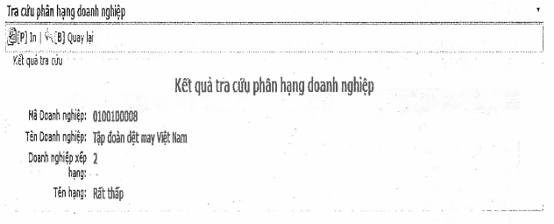 Tra cứu phân hạng doanh nghiệp
[P] In | [B] Quay lại
Kết quả tra cứu
Kết quả tra cứu phân hạng doanh nghiệp
Mã Doanh nghiệp: 0100100008
Tên Doanh nghiệp: Tập đoàn dệt may Việt Nam
Doanh nghiệp xếp hạng: 2
Tên hạng: Rất thấp